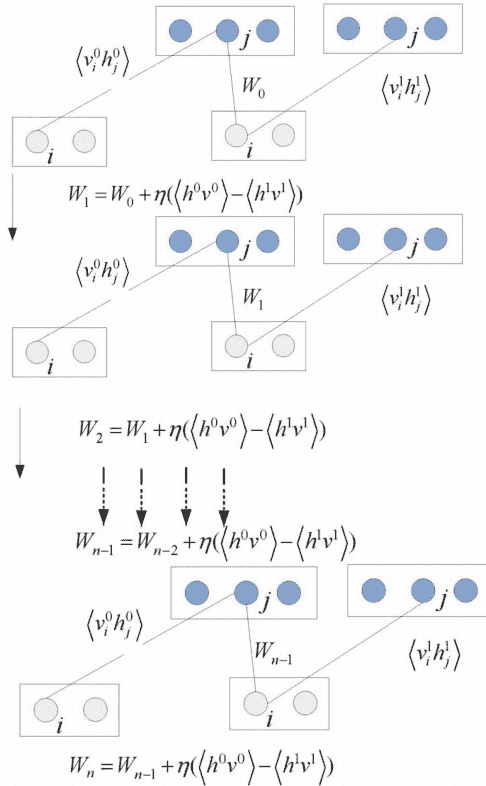 j j
⟨v_i^0 h_j^0⟩ W_0 ⟨v_i^1 h_j^1⟩
i i
W_1 = W_0 + η(⟨h^0 v^0⟩ − ⟨h^1 v^1⟩)
j j
⟨v_i^0 h_j^0⟩ W_1 ⟨v_i^1 h_j^1⟩
i i
W_2 = W_1 + η(⟨h^0 v^0⟩ − ⟨h^1 v^1⟩)
W_{n-1} = W_{n-2} + η(⟨h^0 v^0⟩ − ⟨h^1 v^1⟩)
j j
⟨v_i^0 h_j^0⟩ W_{n-1} ⟨v_i^1 h_j^1⟩
i i
W_n = W_{n-1} + η(⟨h^0 v^0⟩ − ⟨h^1 v^1⟩)